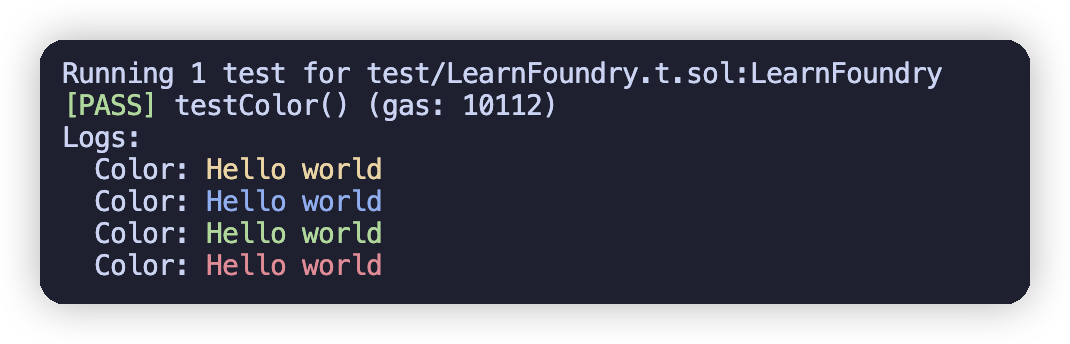 Running 1 test for test/LearnFoundry.t.sol:LearnFoundry
[PASS] testColor() (gas: 10112)
Logs:
  Color: Hello world
  Color: Hello world
  Color: Hello world
  Color: Hello world